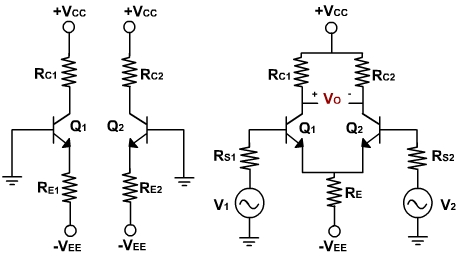 +VCC +VCC +VCC
RC1 RC2 RC1 + VO - RC2
Q1 Q2 Q1 Q2
RS1 RS2
RE1 RE2 RE
V1 V2
-VEE -VEE -VEE